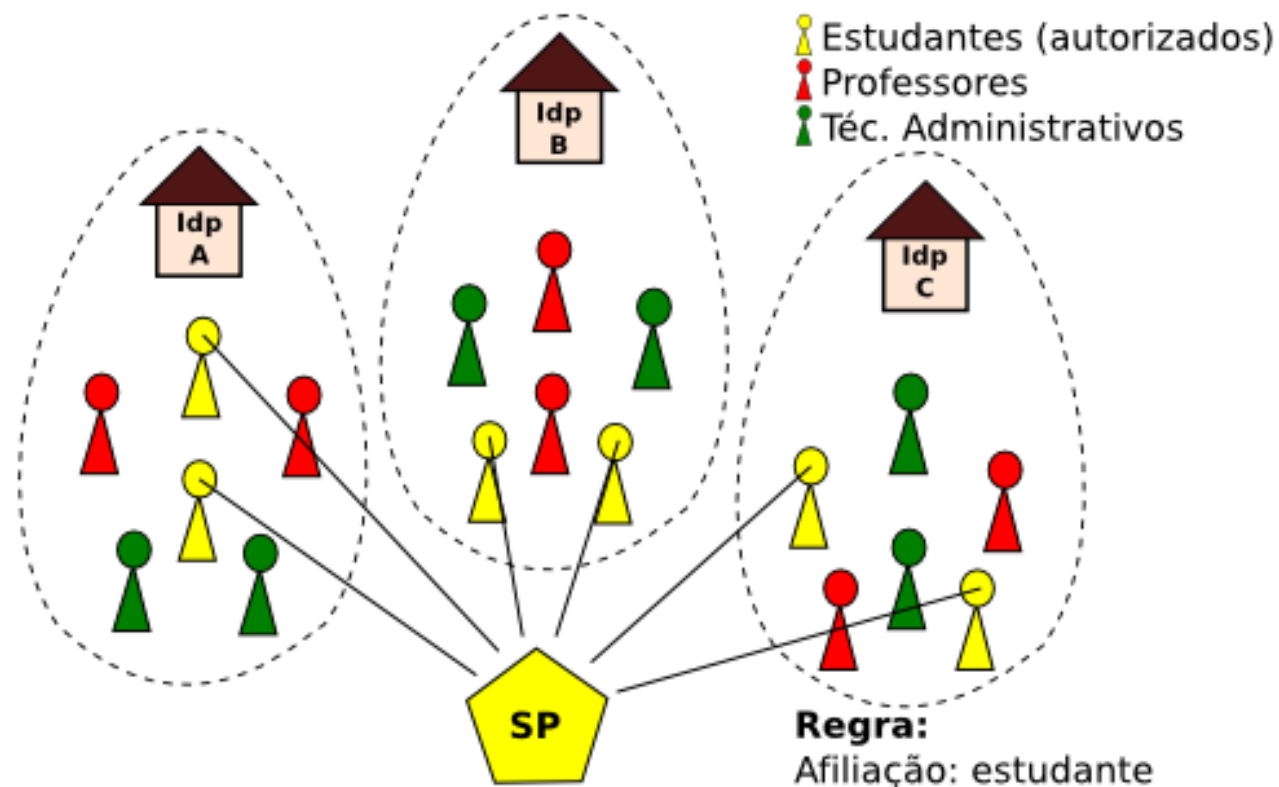 Estudantes (autorizados)
Professores
Téc. Administrativos
Idp
A
Idp
B
Idp
C
SP
Regra:
Afiliação: estudante